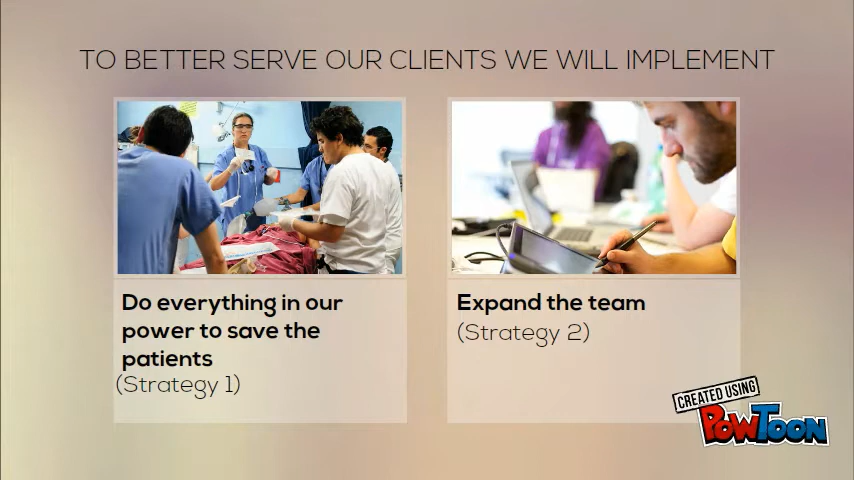 TO BETTER SERVE OUR CLIENTS WE WILL IMPLEMENT
Do everything in our
power to save the
patients
(Strategy 1)
Expand the team
(Strategy 2)
CREATED USING
POWTOON